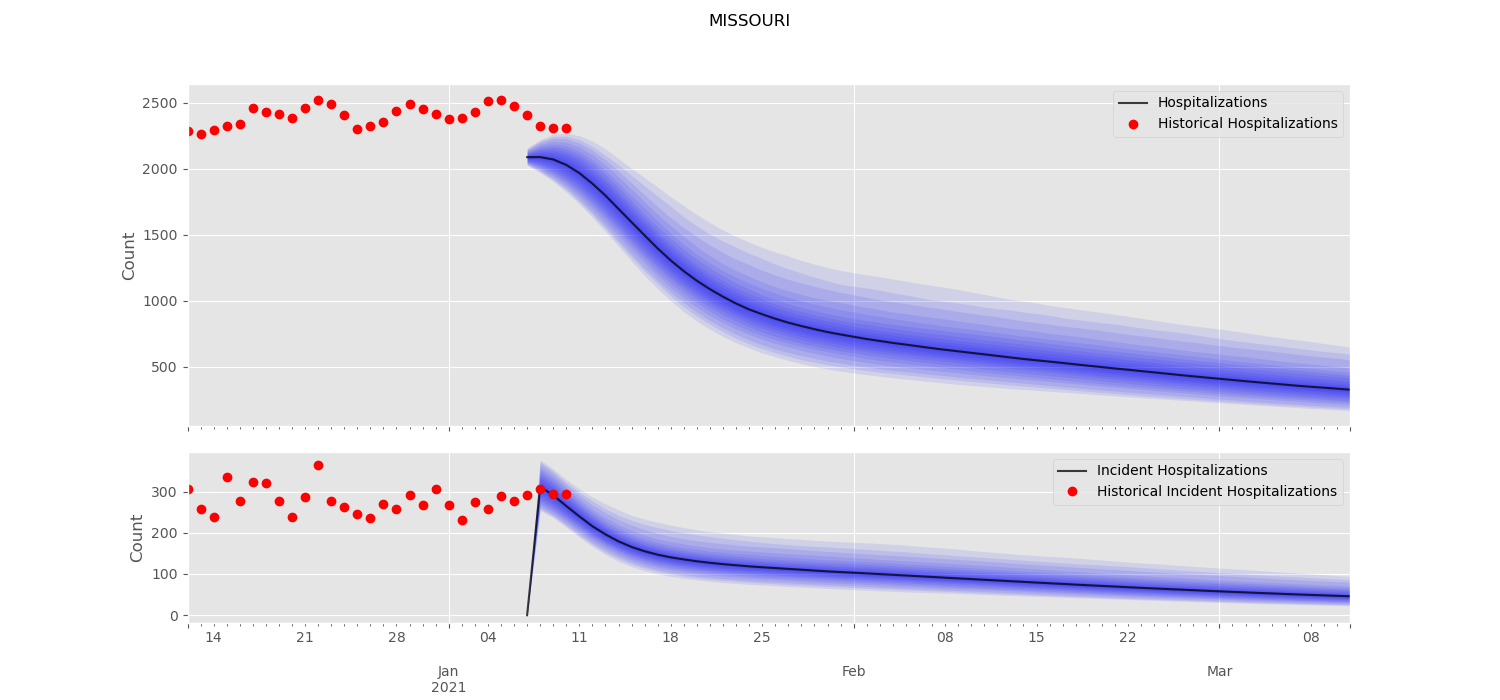 MISSOURI
Hospitalizations
Historical Hospitalizations
Count
2500
2000
1500
1000
500
Incident Hospitalizations
Historical Incident Hospitalizations
Count
300
200
100
0
14 21 28 04 11 18 25 08 15 22 08
Jan Feb Mar
2021